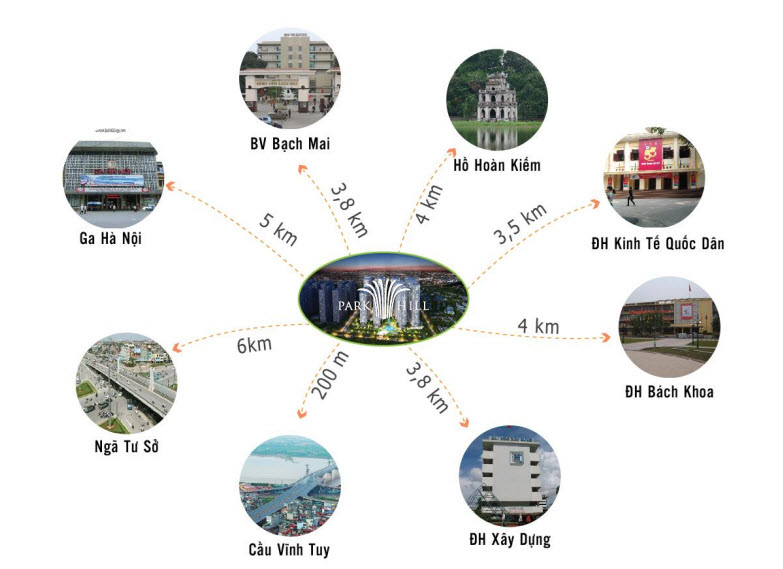 BV Bạch Mai
Hồ Hoàn Kiếm
Ga Hà Nội
ĐH Kinh Tế Quốc Dân
3,8 km
4 km
5 km
3,5 km
PARK HILL
4 km
6km
200 m
3,8 km
ĐH Bách Khoa
Ngã Tư Sở
Cầu Vĩnh Tuy
ĐH Xây Dựng